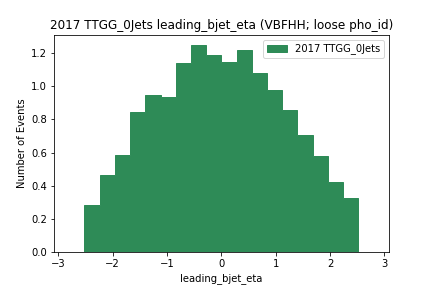 2017 TTGG_0Jets leading_bjet_eta (VBFHH; loose pho_id)
2017 TTGG_0Jets
Number of Events
1.2
1.0
0.8
0.6
0.4
0.2
0.0
−3 −2 −1 0 1 2 3
leading_bjet_eta